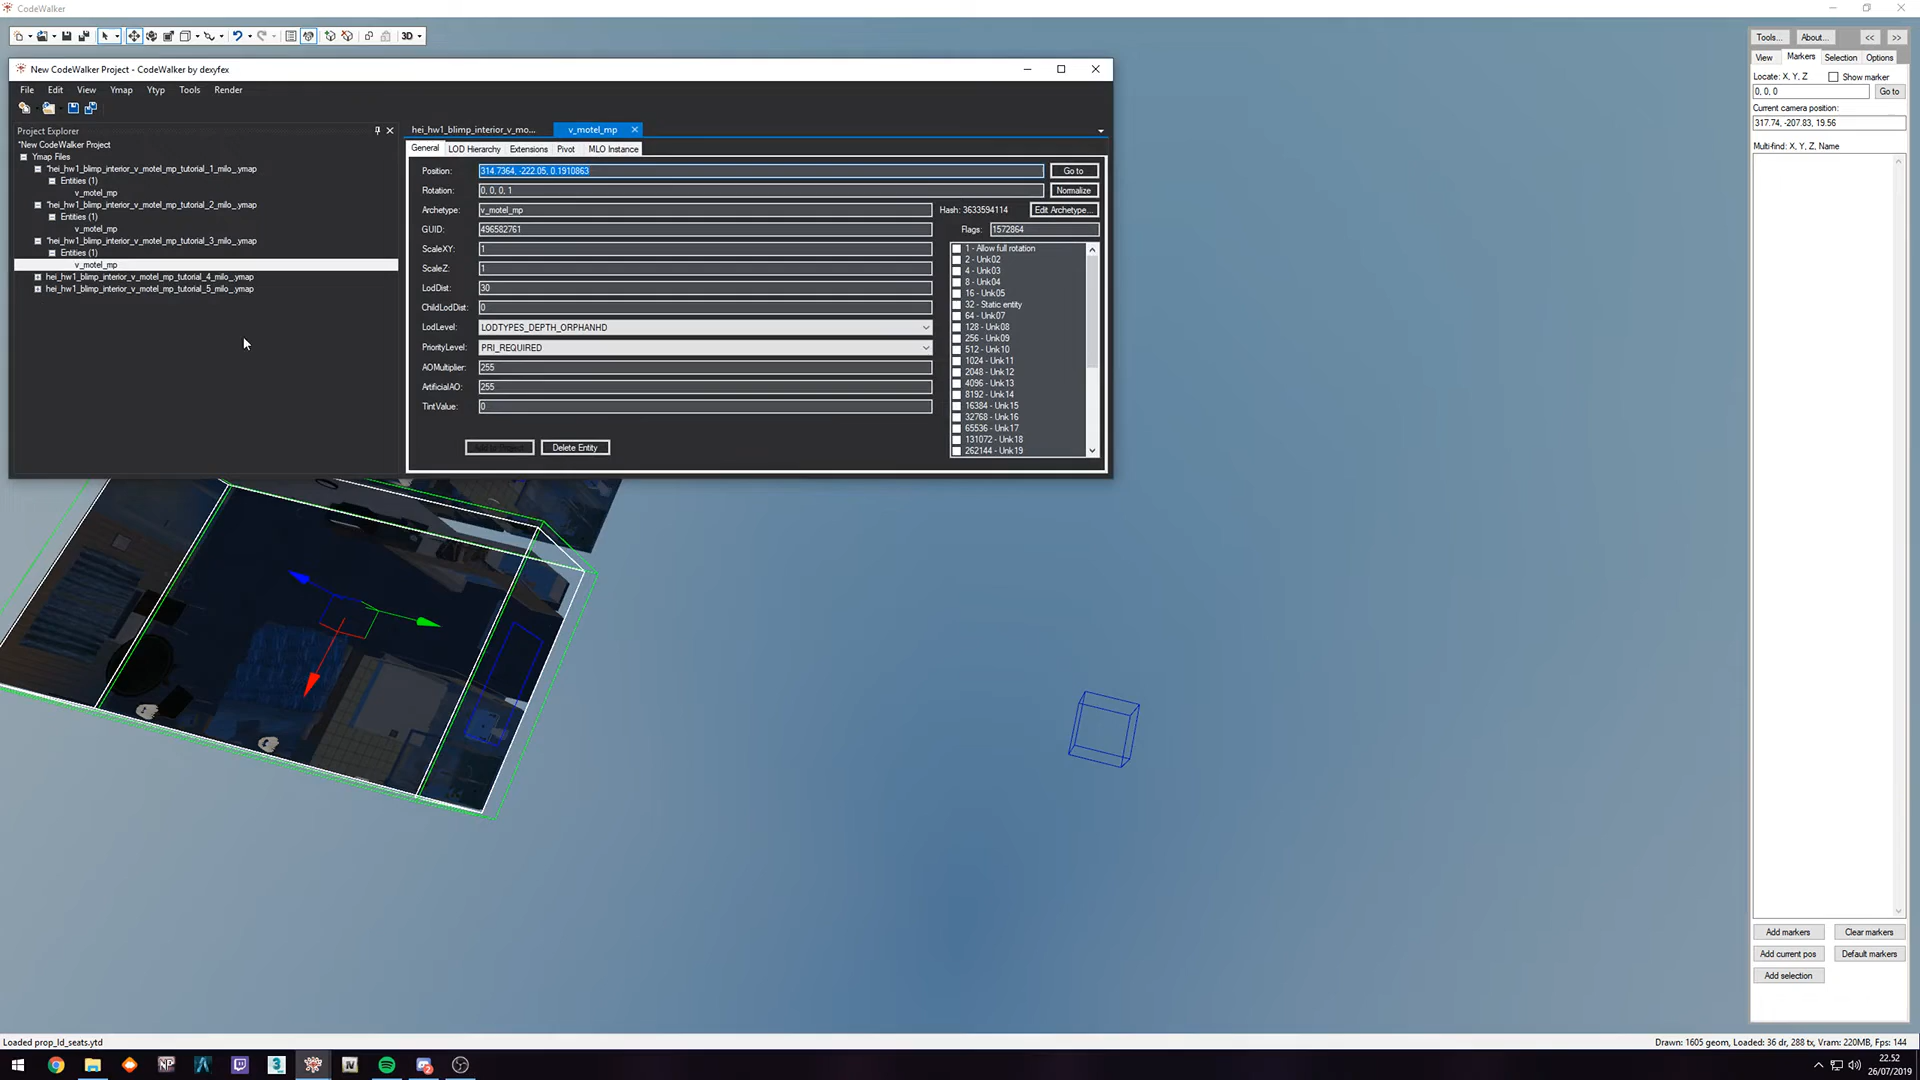 CodeWalker
3D
Tools...
About...
<<
>>
New CodeWalker Project - CodeWalker by dexyfex
View
Markers
Selection
Options
Locate: X, Y, Z
Show marker
0, 0, 0
Go to
Current camera position:
317.74, -207.83, 19.56
Multi-find: X, Y, Z, Name
File
Edit
View
Ymap
Ytyp
Tools
Render
Project Explorer
*New CodeWalker Project
Ymap Files
*hei_hw1_blimp_interior_v_motel_mp_tutorial_1_milo_.ymap
Entities (1)
v_motel_mp
*hei_hw1_blimp_interior_v_motel_mp_tutorial_2_milo_.ymap
Entities (1)
v_motel_mp
*hei_hw1_blimp_interior_v_motel_mp_tutorial_3_milo_.ymap
Entities (1)
v_motel_mp
hei_hw1_blimp_interior_v_motel_mp_tutorial_4_milo_.ymap
hei_hw1_blimp_interior_v_motel_mp_tutorial_5_milo_.ymap
hei_hw1_blimp_interior_v_mo...
v_motel_mp
General
LOD Hierarchy
Extensions
Pivot
MLO Instance
Position:
314.7364, -222.05, 0.1910863
Go to
Rotation:
0, 0, 0, 1
Normalize
Archetype:
v_motel_mp
Hash: 3633594114
Edit Archetype...
GUID:
496582761
Flags:
1572864
ScaleXY:
1
ScaleZ:
1
LodDist:
30
ChildLodDist:
0
LodLevel:
LODTYPES_DEPTH_ORPHANHD
PriorityLevel:
PRI_REQUIRED
AOMultiplier:
255
ArtificialAO:
255
TintValue:
0
Delete Entity
1 - Allow full rotation
2 - Unk02
4 - Unk03
8 - Unk04
16 - Unk05
32 - Static entity
64 - Unk07
128 - Unk08
256 - Unk09
512 - Unk10
1024 - Unk11
2048 - Unk12
4096 - Unk13
8192 - Unk14
16384 - Unk15
32768 - Unk16
65536 - Unk17
131072 - Unk18
262144 - Unk19
Add markers
Clear markers
Add current pos
Default markers
Add selection
Loaded prop_ld_seats.ytd
Drawn: 1605 geom, Loaded: 36 dr, 288 tx, Vram: 220MB, Fps: 144
NP
3
IV
22.52
26/07/2019